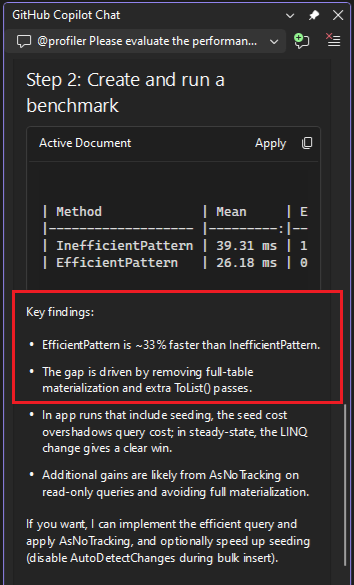 GitHub Copilot Chat
@profiler Please evaluate the performan...
Step 2: Create and run a
benchmark
Active Document Apply
| Method | Mean | E
|------------------- |---------:|--
| InefficientPattern | 39.31 ms | 1
| EfficientPattern | 26.18 ms | 0
Key findings:
• EfficientPattern is ~33% faster than InefficientPattern.
• The gap is driven by removing full-table
materialization and extra ToList() passes.
• In app runs that include seeding, the seed cost
overshadows query cost; in steady-state, the LINQ
change gives a clear win.
• Additional gains are likely from AsNoTracking on
read-only queries and avoiding full materialization.
If you want, I can implement the efficient query and
apply AsNoTracking, and optionally speed up seeding
(disable AutoDetectChanges during bulk insert).